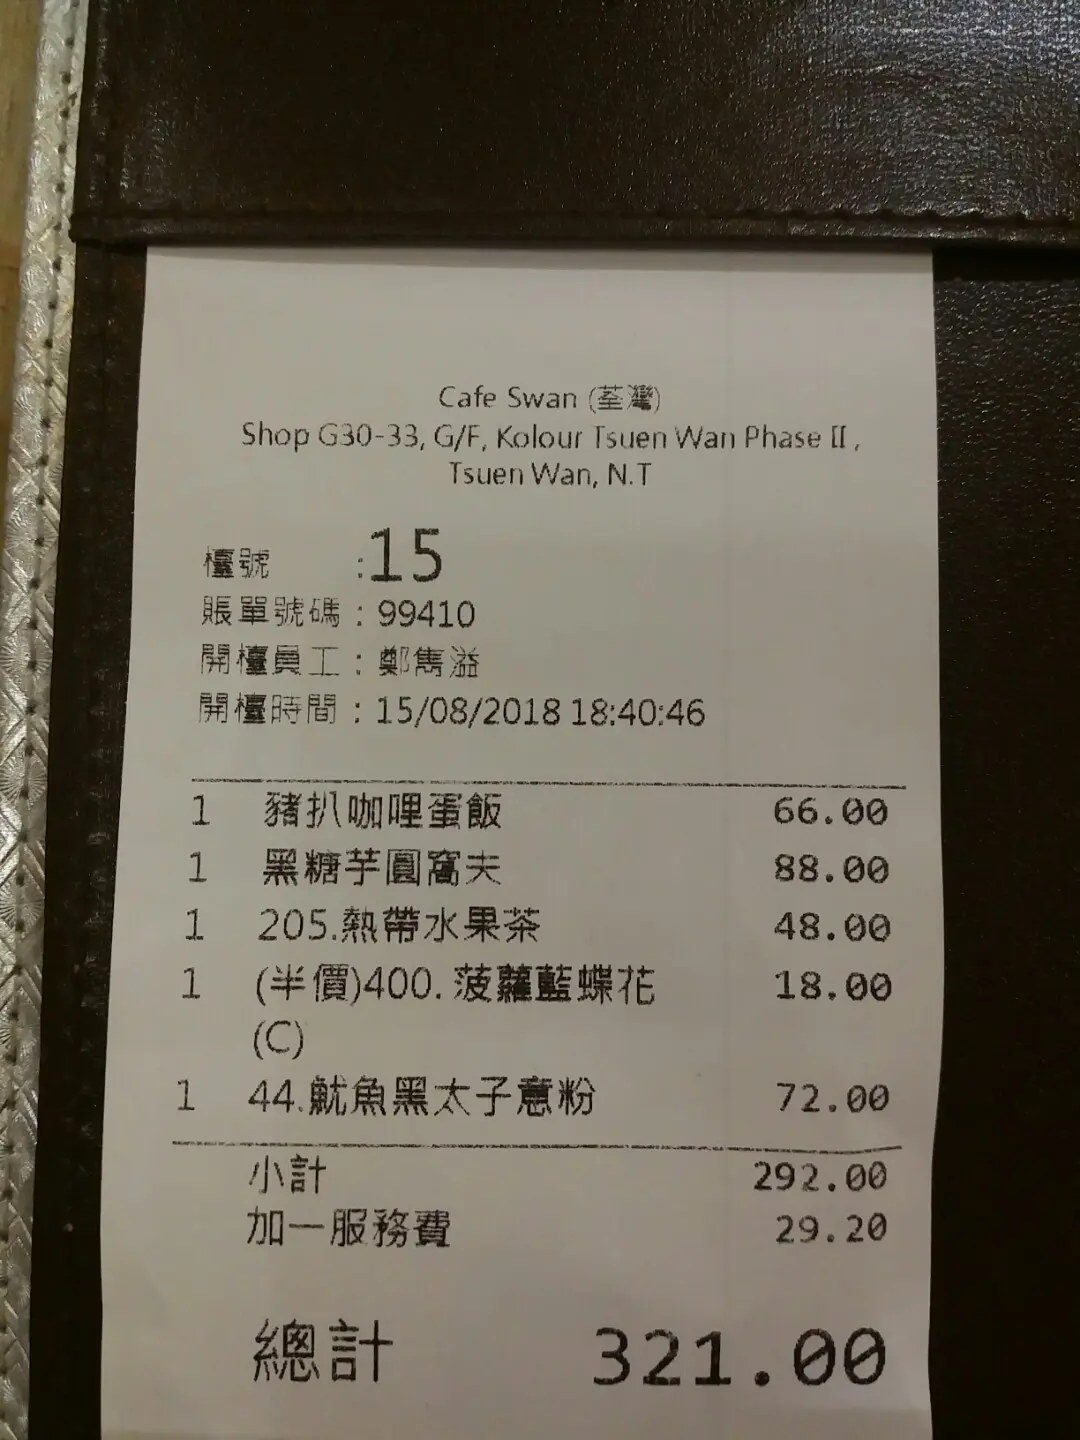 Cafe Swan (荃灣)
Shop G30-33, G/F, Kolour Tsuen Wan Phase II ,
Tsuen Wan, N.T
檯號 :15
賬單號碼 : 99410
開檯員工 : 鄭雋溢
開檯時間 : 15/08/2018 18:40:46
1 豬扒咖哩蛋飯 66.00
1 黑糖芋圓窩夫 88.00
1 205.熱帶水果茶 48.00
1 (半價)400. 菠蘿藍蝶花 18.00
(C)
1 44.魷魚黑太子意粉 72.00
小計 292.00
加一服務費 29.20
總計 321.00